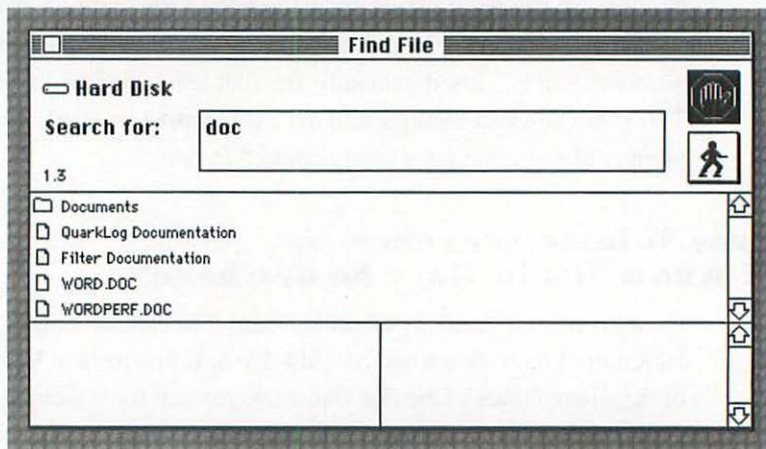 Find File
Hard Disk
Search for:
doc
1.3
Documents
QuarkLog Documentation
Filter Documentation
WORD.DOC
WORDPERF.DOC